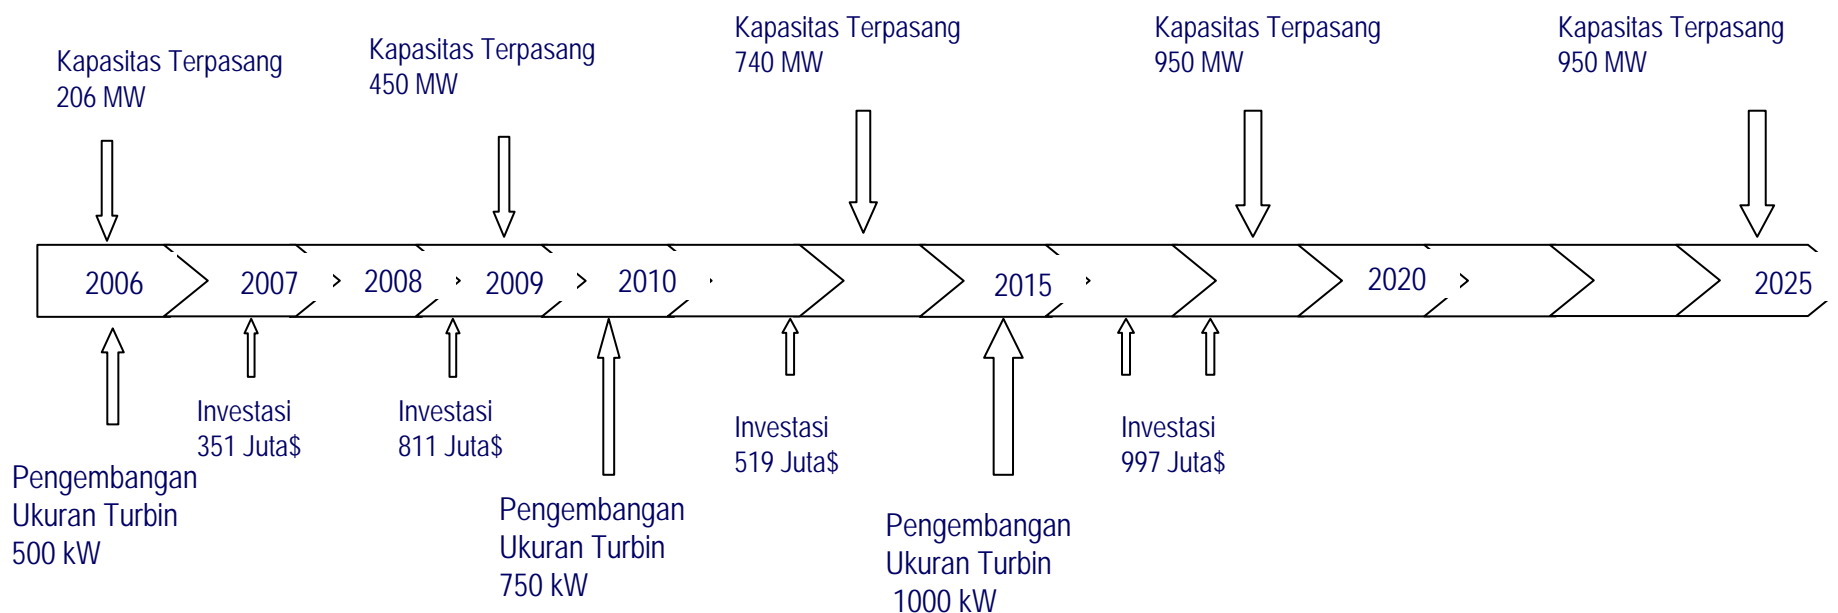 Kapasitas Terpasang
206 MW
Kapasitas Terpasang
450 MW
Kapasitas Terpasang
740 MW
Kapasitas Terpasang
950 MW
Kapasitas Terpasang
950 MW
2006
2007
2008
2009
2010
2015
2020
2025
Pengembangan
Ukuran Turbin
500 kW
Investasi
351 Juta$
Investasi
811 Juta$
Pengembangan
Ukuran Turbin
750 kW
Investasi
519 Juta$
Pengembangan
Ukuran Turbin
1000 kW
Investasi
997 Juta$